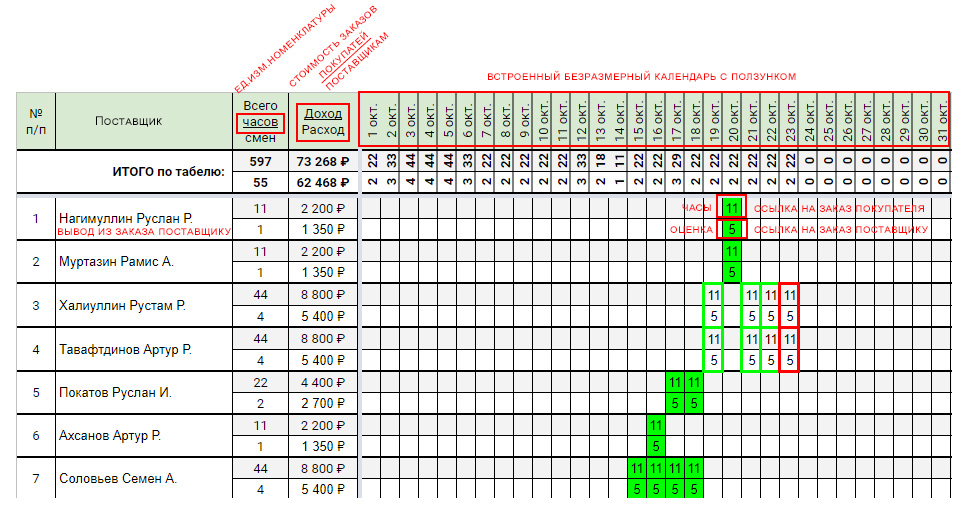 ЕД.ИЗМ.НОМЕНКЛАТУРЫ
СТОИМОСТЬ ЗАКАЗОВ
ПОКУПАТЕЙ
ПОСТАВЩИКАМ
ВСТРОЕННЫЙ БЕЗРАЗМЕРНЫЙ КАЛЕНДАРЬ С ПОЛЗУНКОМ
№ п/п Поставщик Всего часов смен Доход Расход 1 окт. 2 окт. 3 окт. 4 окт. 5 окт. 6 окт. 7 окт. 8 окт. 9 окт. 10 окт. 11 окт. 12 окт. 13 окт. 14 окт. 15 окт. 16 окт. 17 окт. 18 окт. 19 окт. 20 окт. 21 окт. 22 окт. 23 окт. 24 окт. 25 окт. 26 окт. 27 окт. 28 окт. 29 окт. 30 окт. 31 окт.
ИТОГО по табелю: 597 73 268 ₽ 22 33 44 44 44 33 22 22 22 22 22 33 18 11 22 22 29 22 22 22 22 22 22 0 0 0 0 0 0 0 0
55 62 468 ₽ 2 3 4 4 4 3 2 2 2 2 2 3 2 1 2 2 3 2 2 2 2 2 2 0 0 0 0 0 0 0 0
1 Нагимуллин Руслан Р. 11 2 200 ₽ ЧАСЫ 11 ССЫЛКА НА ЗАКАЗ ПОКУПАТЕЛЯ
ВЫВОД ИЗ ЗАКАЗА ПОСТАВЩИКУ 1 1 350 ₽ ОЦЕНКА 5 ССЫЛКА НА ЗАКАЗ ПОСТАВЩИКУ
2 Муртазин Рамис А. 11 2 200 ₽ 11
1 1 350 ₽ 5
3 Халиуллин Рустам Р. 44 8 800 ₽ 11 11 11 11
4 5 400 ₽ 5 5 5 5
4 Тавафтдинов Артур Р. 44 8 800 ₽ 11 11 11 11
4 5 400 ₽ 5 5 5 5
5 Покатов Руслан И. 22 4 400 ₽ 11 11
2 2 700 ₽ 5 5
6 Ахсанов Артур Р. 11 2 200 ₽ 11
1 1 350 ₽ 5
7 Соловьев Семен А. 44 8 800 ₽ 11 11 11 11
4 5 400 ₽ 5 5 5 5